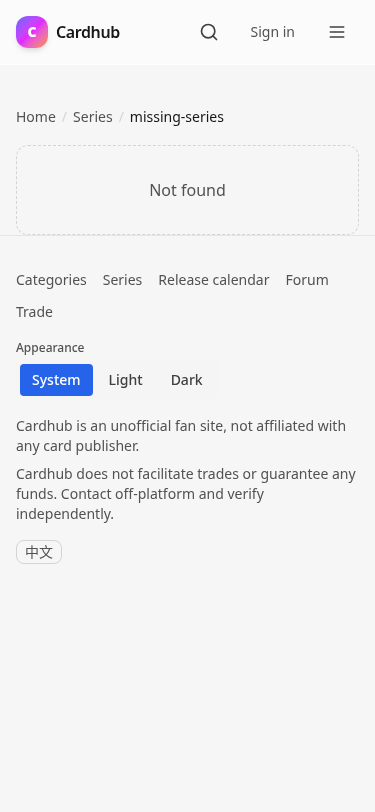 C Cardhub Sign in
Home / Series / missing-series
Not found
Categories Series Release calendar Forum
Trade
Appearance
System Light Dark
Cardhub is an unofficial fan site, not affiliated with
any card publisher.
Cardhub does not facilitate trades or guarantee any
funds. Contact off-platform and verify
independently.
中文